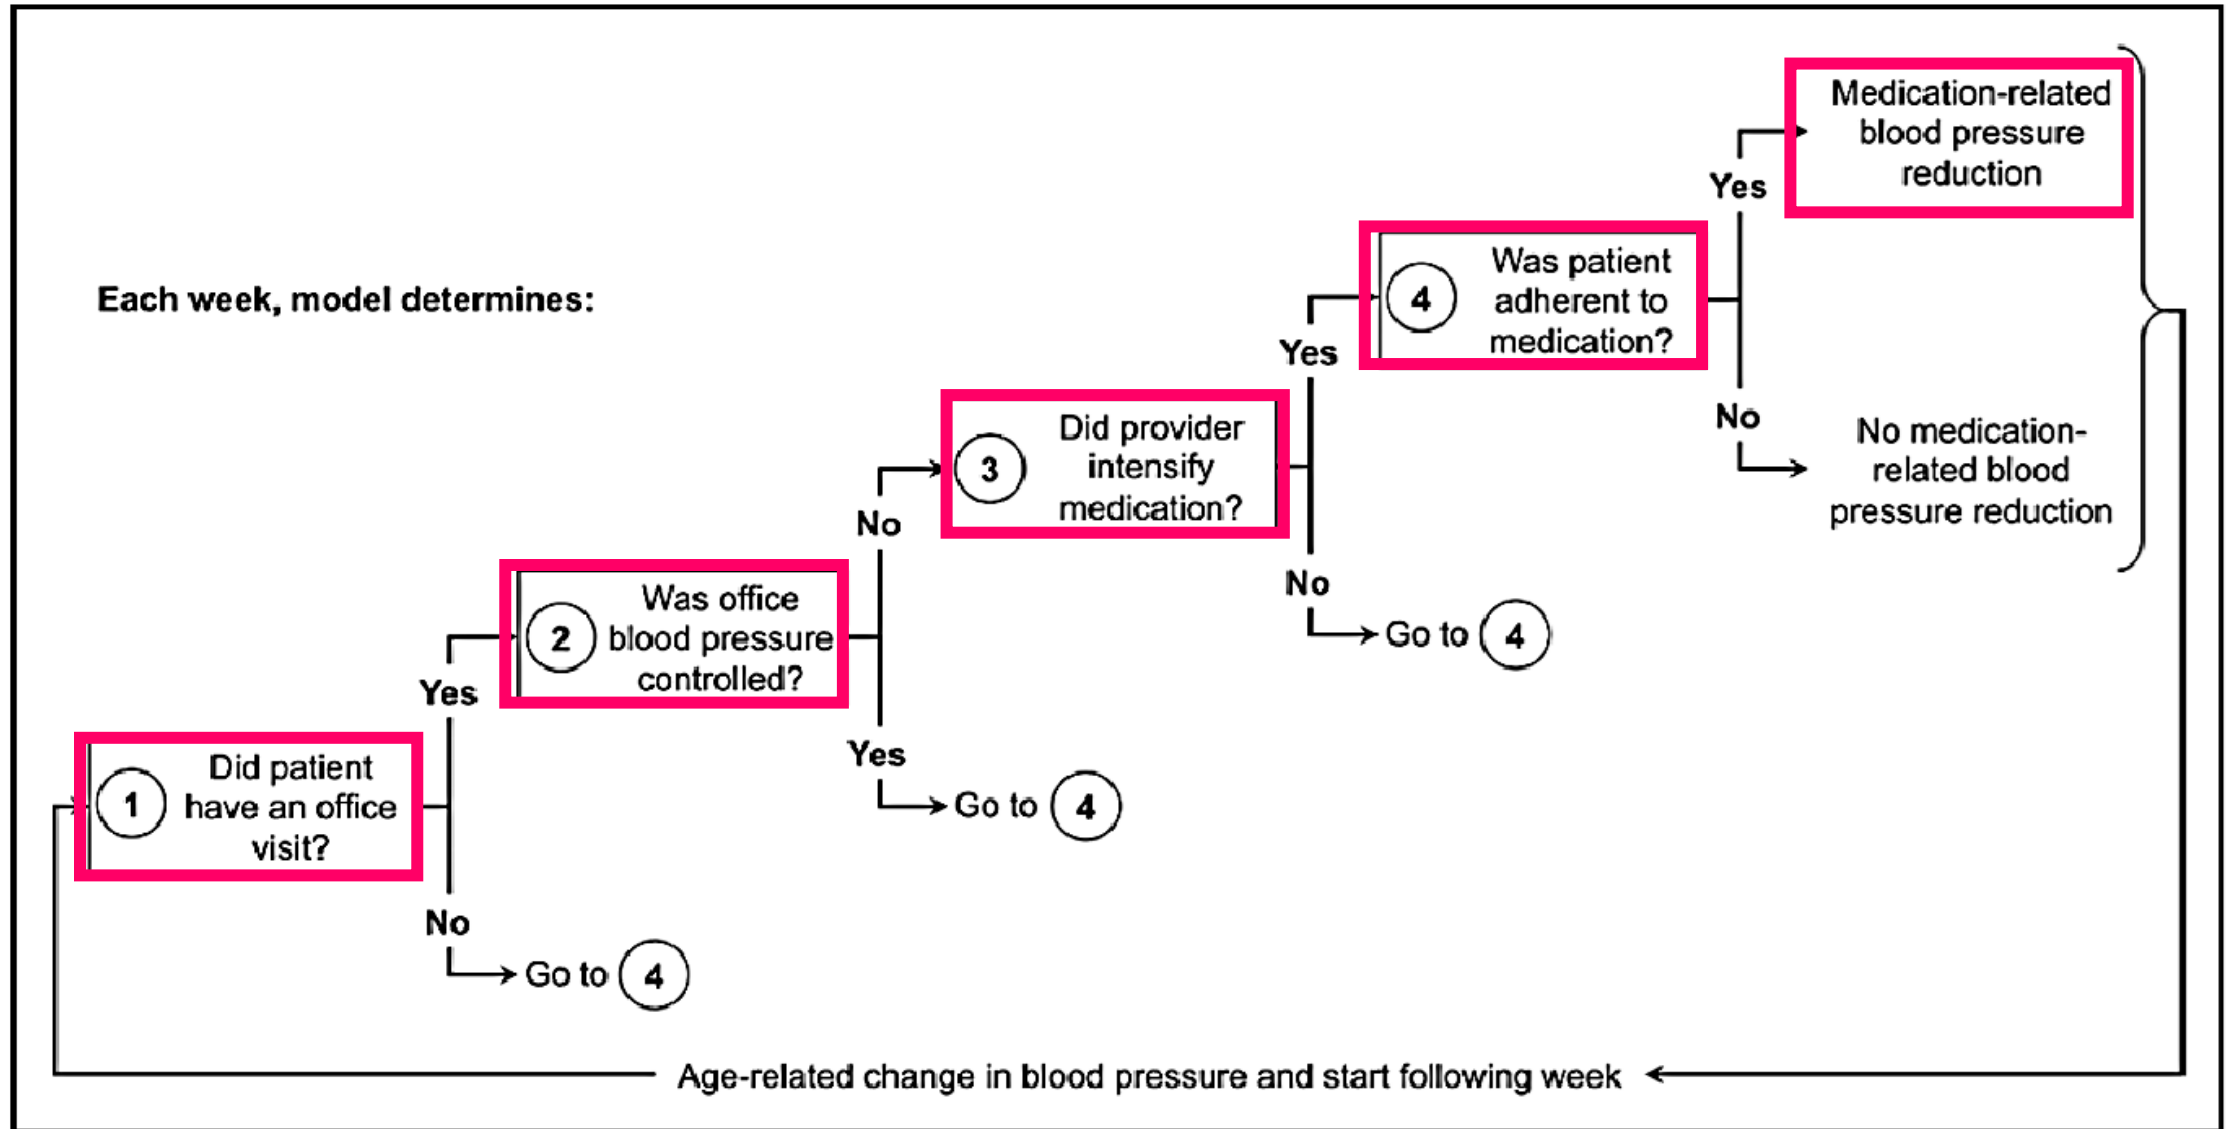 Each week, model determines:
1
Did patient
have an office
visit?
Yes
No
Go to 4
2
Was office
blood pressure
controlled?
No
Yes
Go to 4
3
Did provider
intensify
medication?
Yes
No
Go to 4
4
Was patient
adherent to
medication?
Yes
No
Medication-related
blood pressure
reduction
No medication-
related blood
pressure reduction
Age-related change in blood pressure and start following week